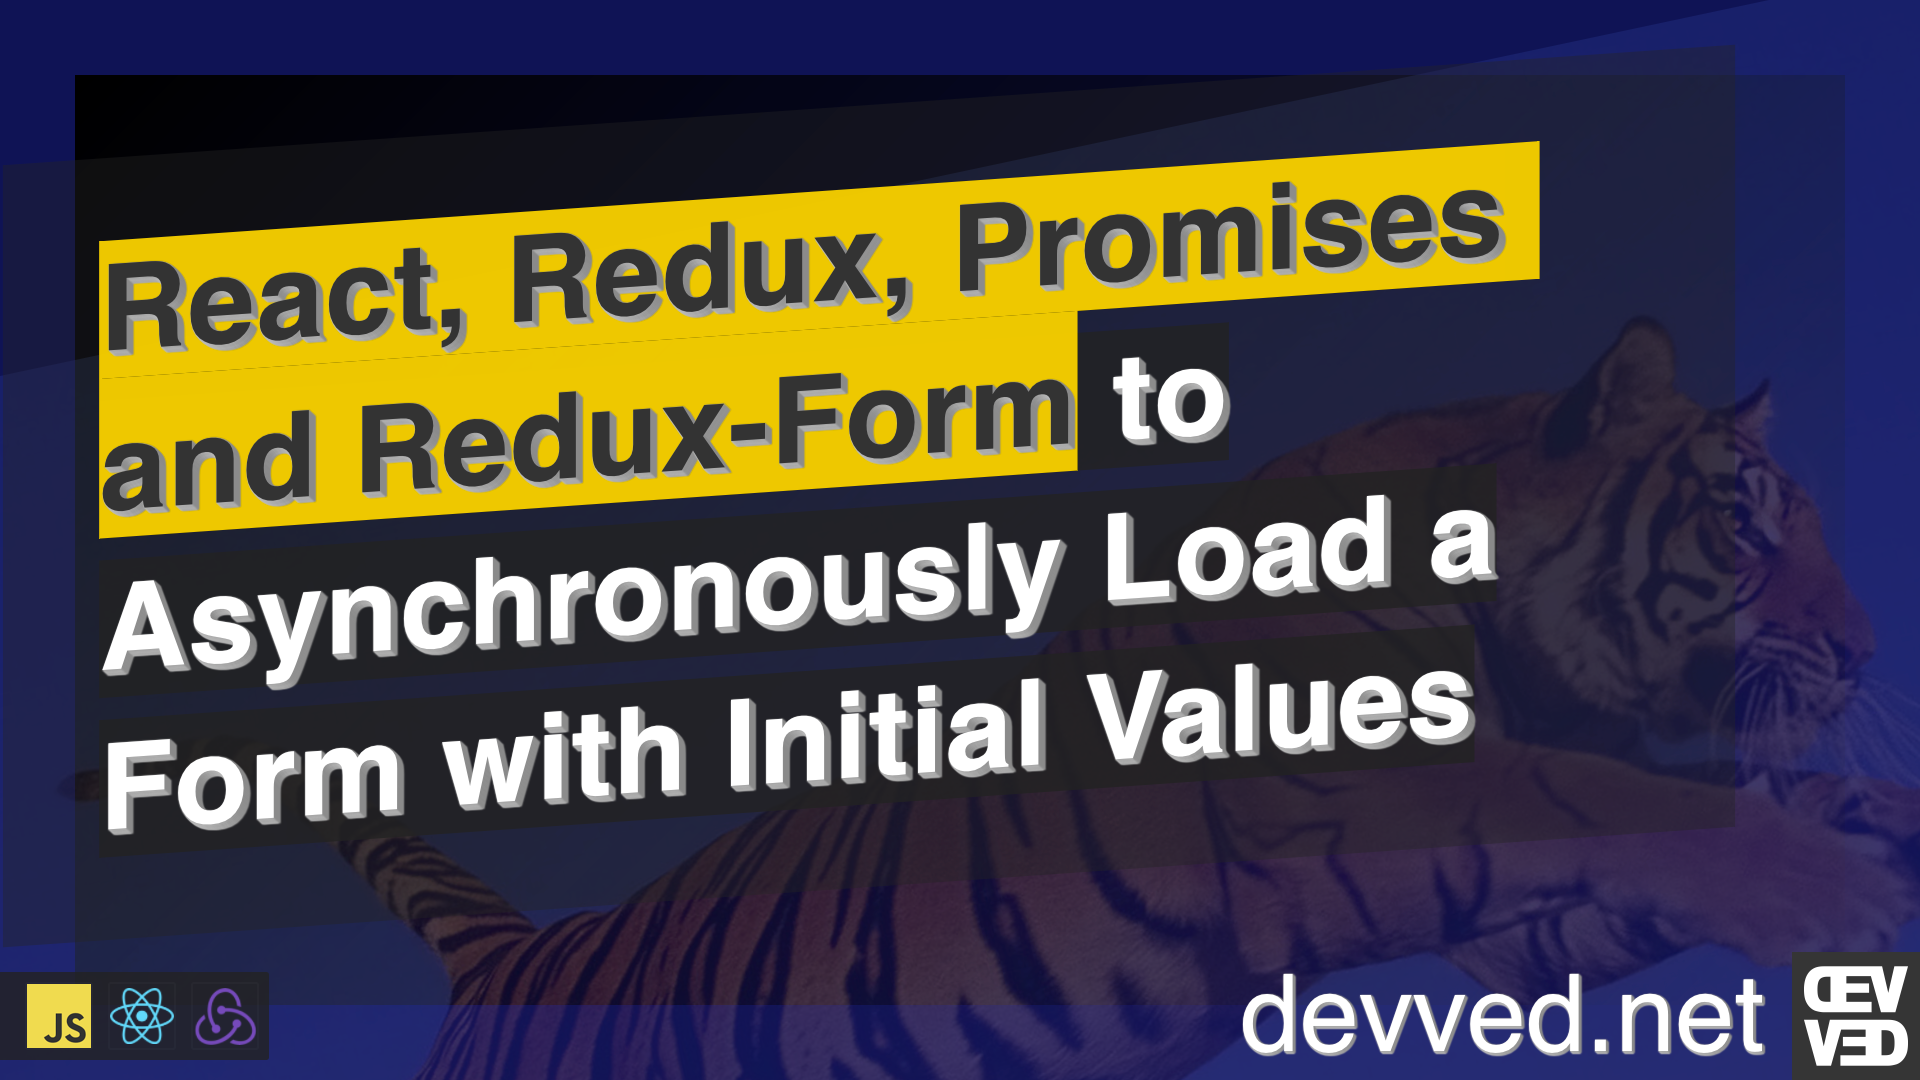 React, Redux, Promises
and Redux-Form to
Asynchronously Load a
Form with Initial Values
JS
devved.net
DEV
VED